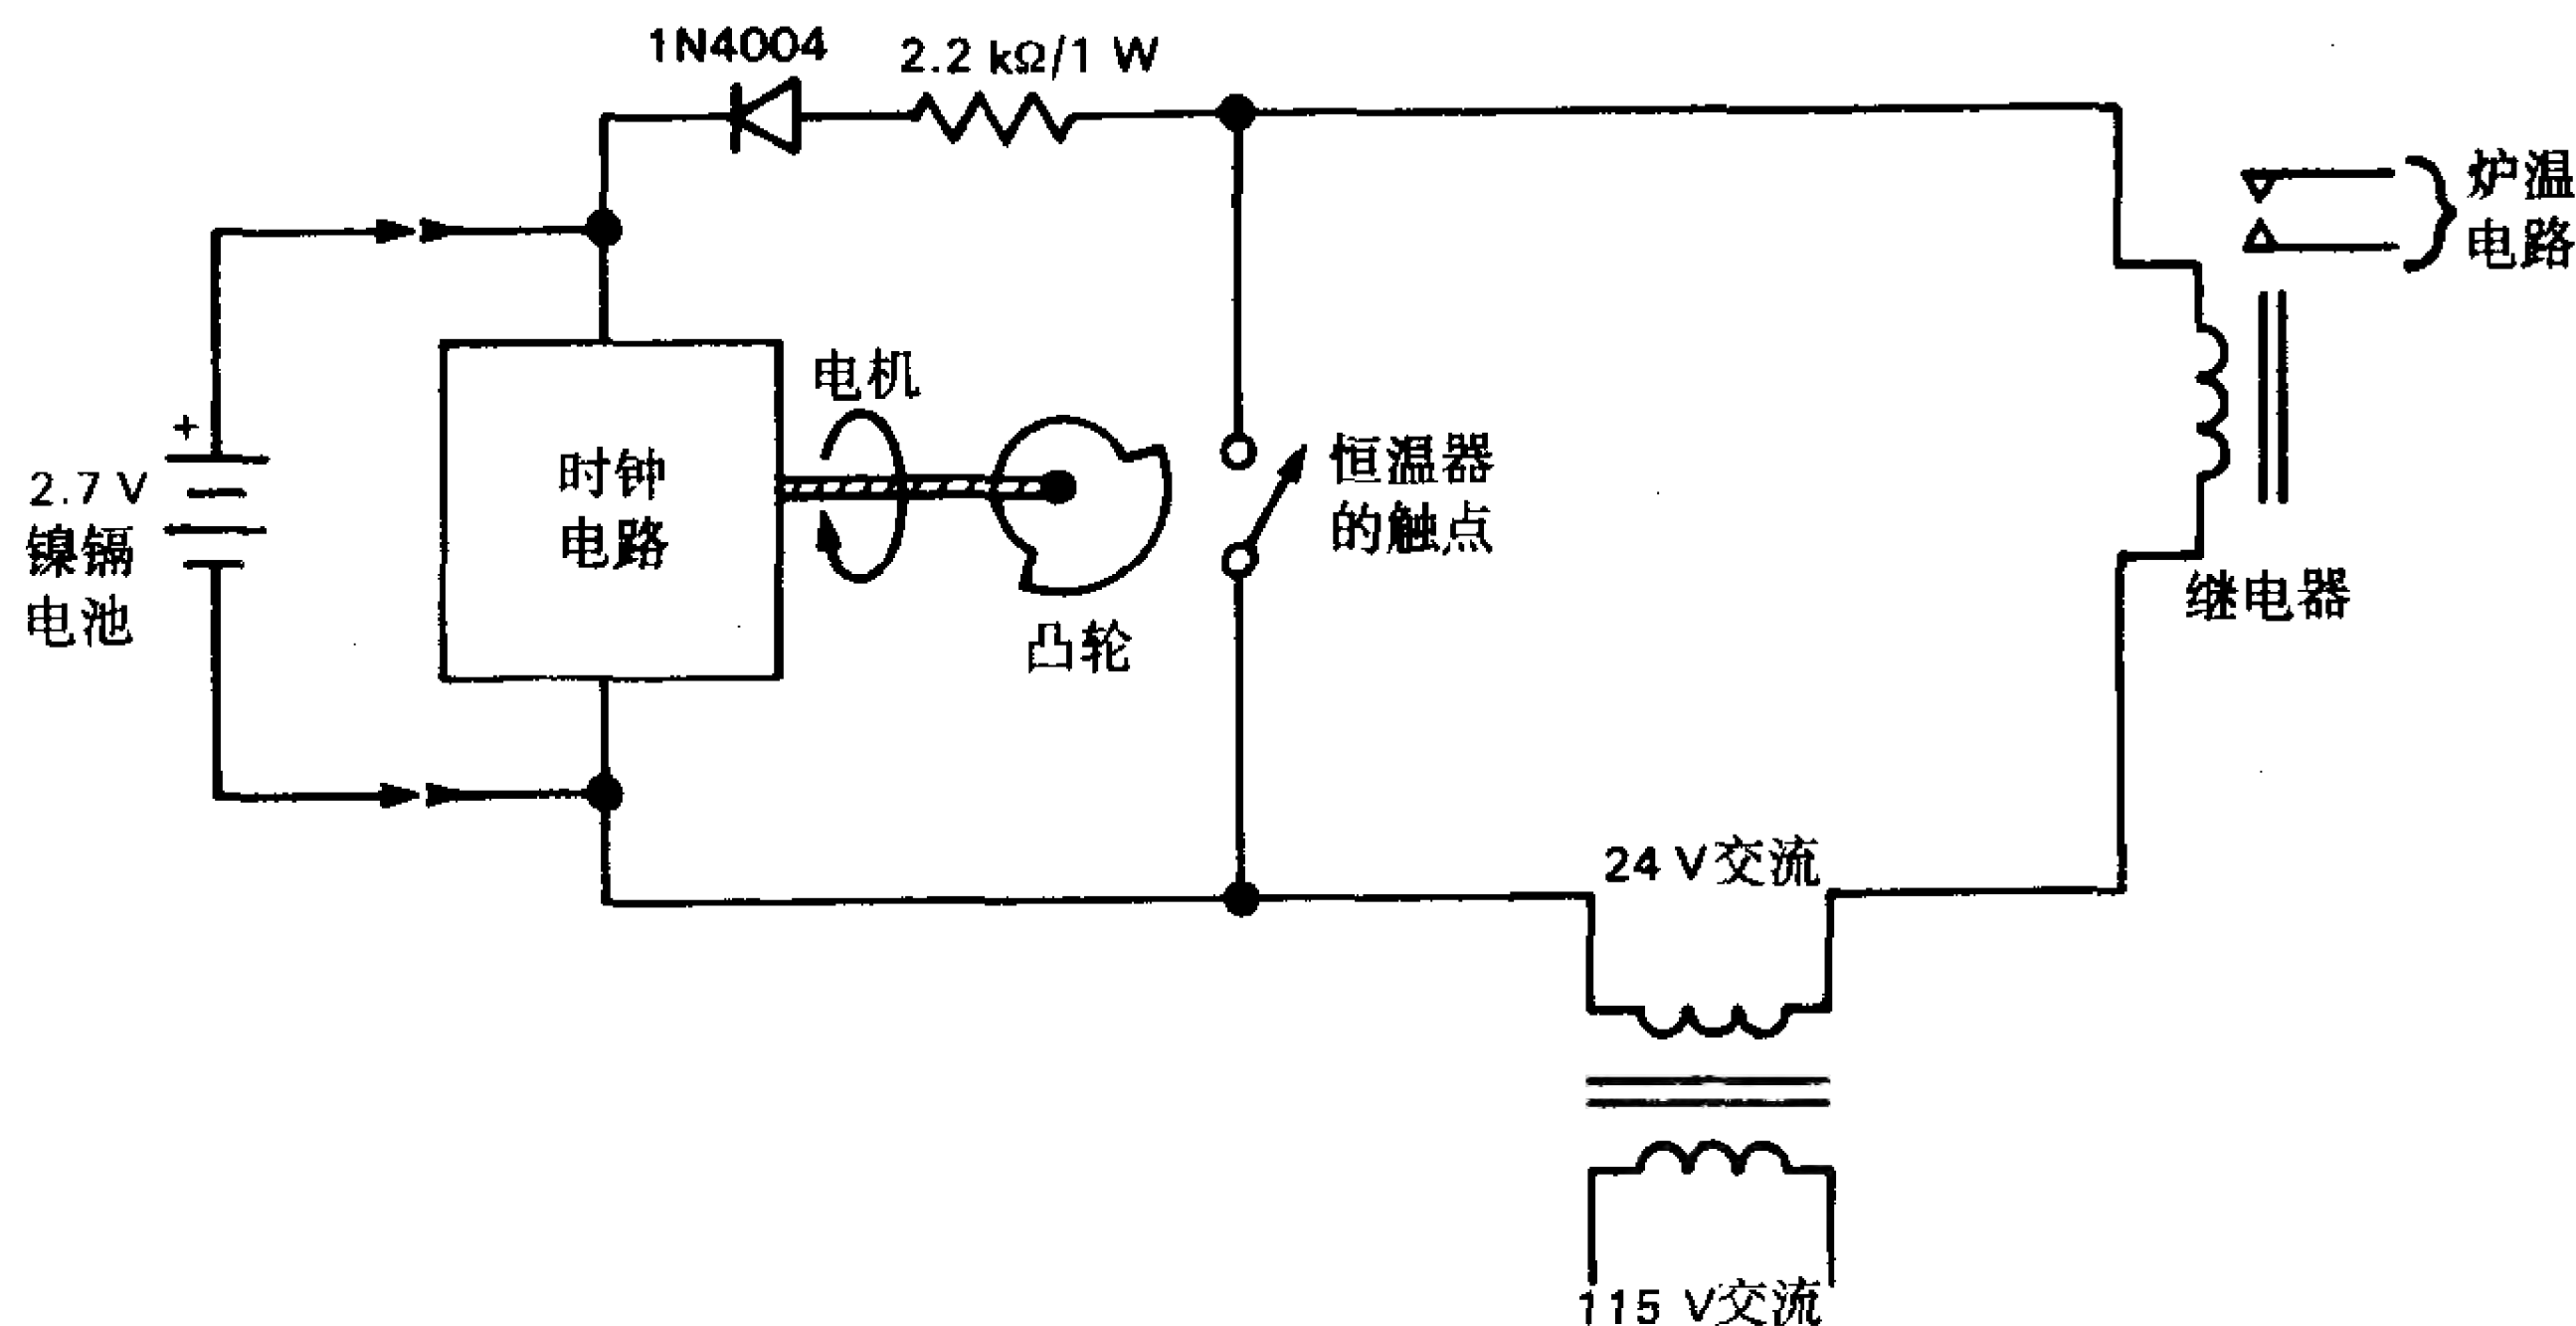 1N4004
2.2 kΩ/1 W
炉温
电路
电机
+
2.7 V
镍镉
电池
时钟
电路
恒温器
的触点
凸轮
继电器
24 V交流
115 V交流